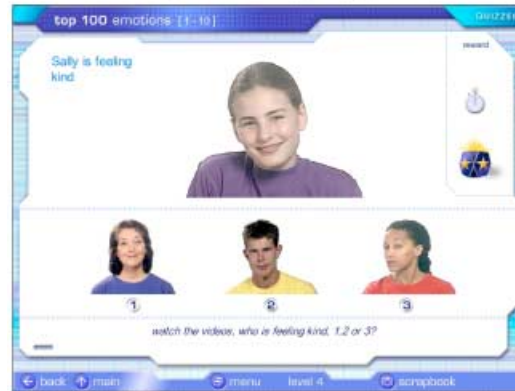 top 100 emotions [1-10]
QUIZZES
Sally is feeling
kind
reward
1
2
3
watch the videos, who is feeling kind, 1,2 or 3?
back
main
menu
level 4
scrapbook